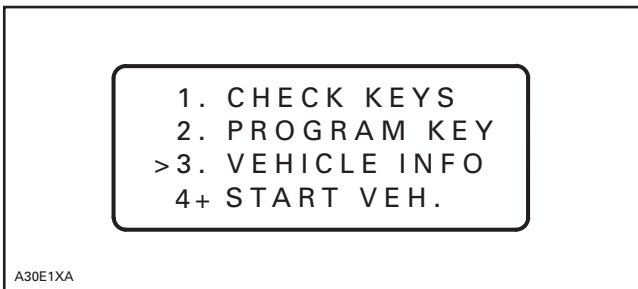 1. CHECK KEYS
2. PROGRAM KEY
>3. VEHICLE INFO
4+ START VEH.
A30E1XA